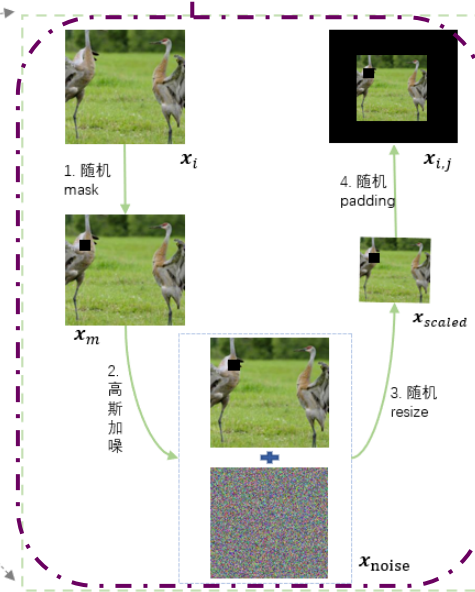 x_i
1. 随机
mask
x_m
2.
高
斯
加
噪
x_noise
3. 随机
resize
x_scaled
4. 随机
padding
x_{i,j}